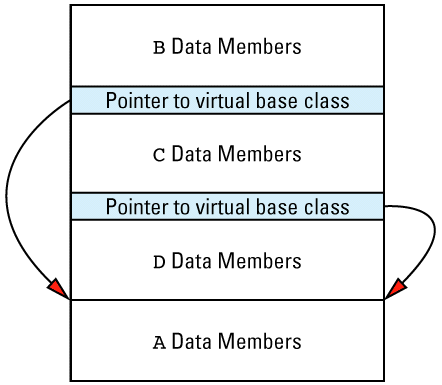 B Data Members
Pointer to virtual base class
C Data Members
Pointer to virtual base class
D Data Members
A Data Members